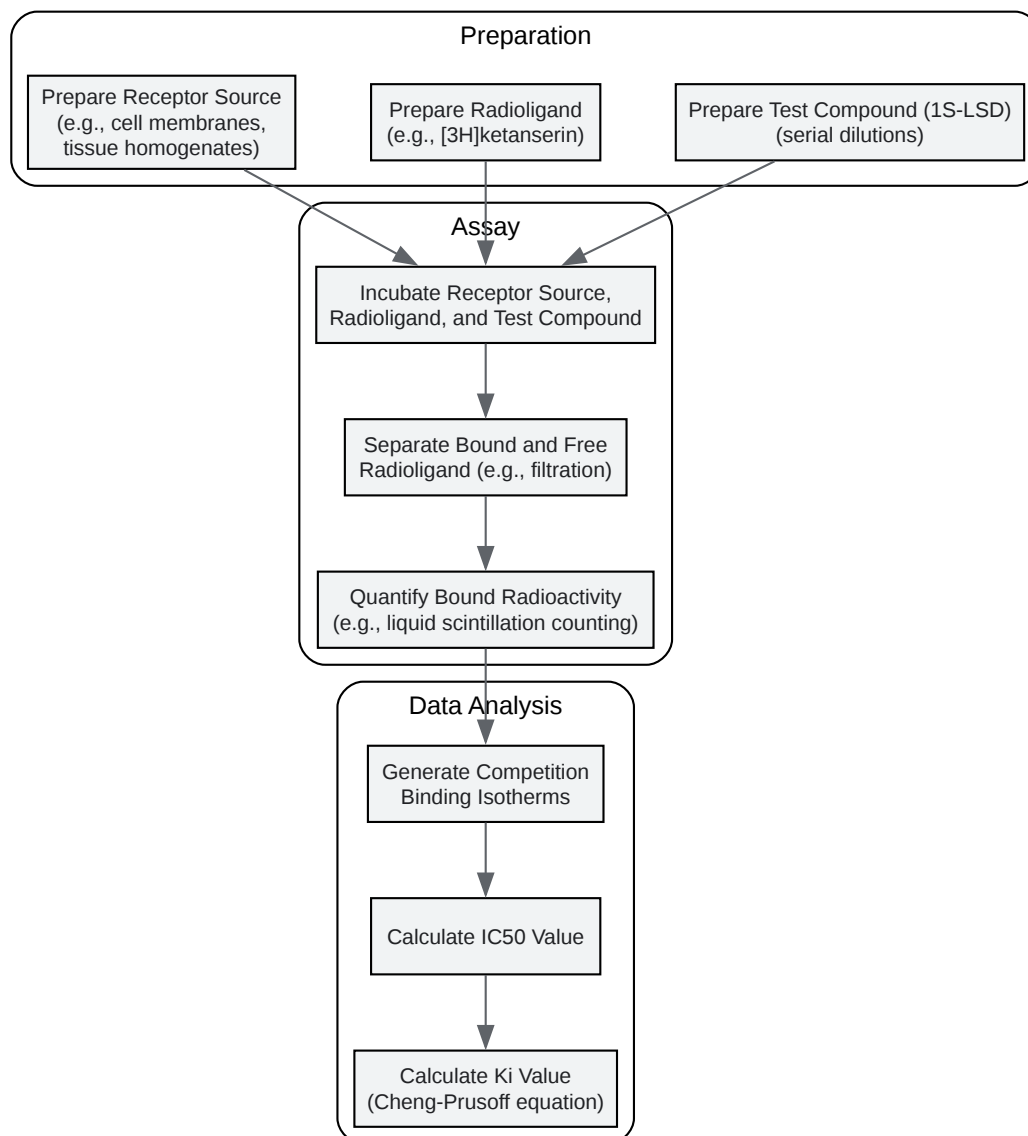 Preparation
Prepare Receptor Source
(e.g., cell membranes,
tissue homogenates)
Prepare Radioligand
(e.g., [3H]ketanserin)
Prepare Test Compound (1S-LSD)
(serial dilutions)
Assay
Incubate Receptor Source,
Radioligand, and Test Compound
Separate Bound and Free
Radioligand (e.g., filtration)
Quantify Bound Radioactivity
(e.g., liquid scintillation counting)
Data Analysis
Generate Competition
Binding Isotherms
Calculate IC50 Value
Calculate Ki Value
(Cheng-Prusoff equation)